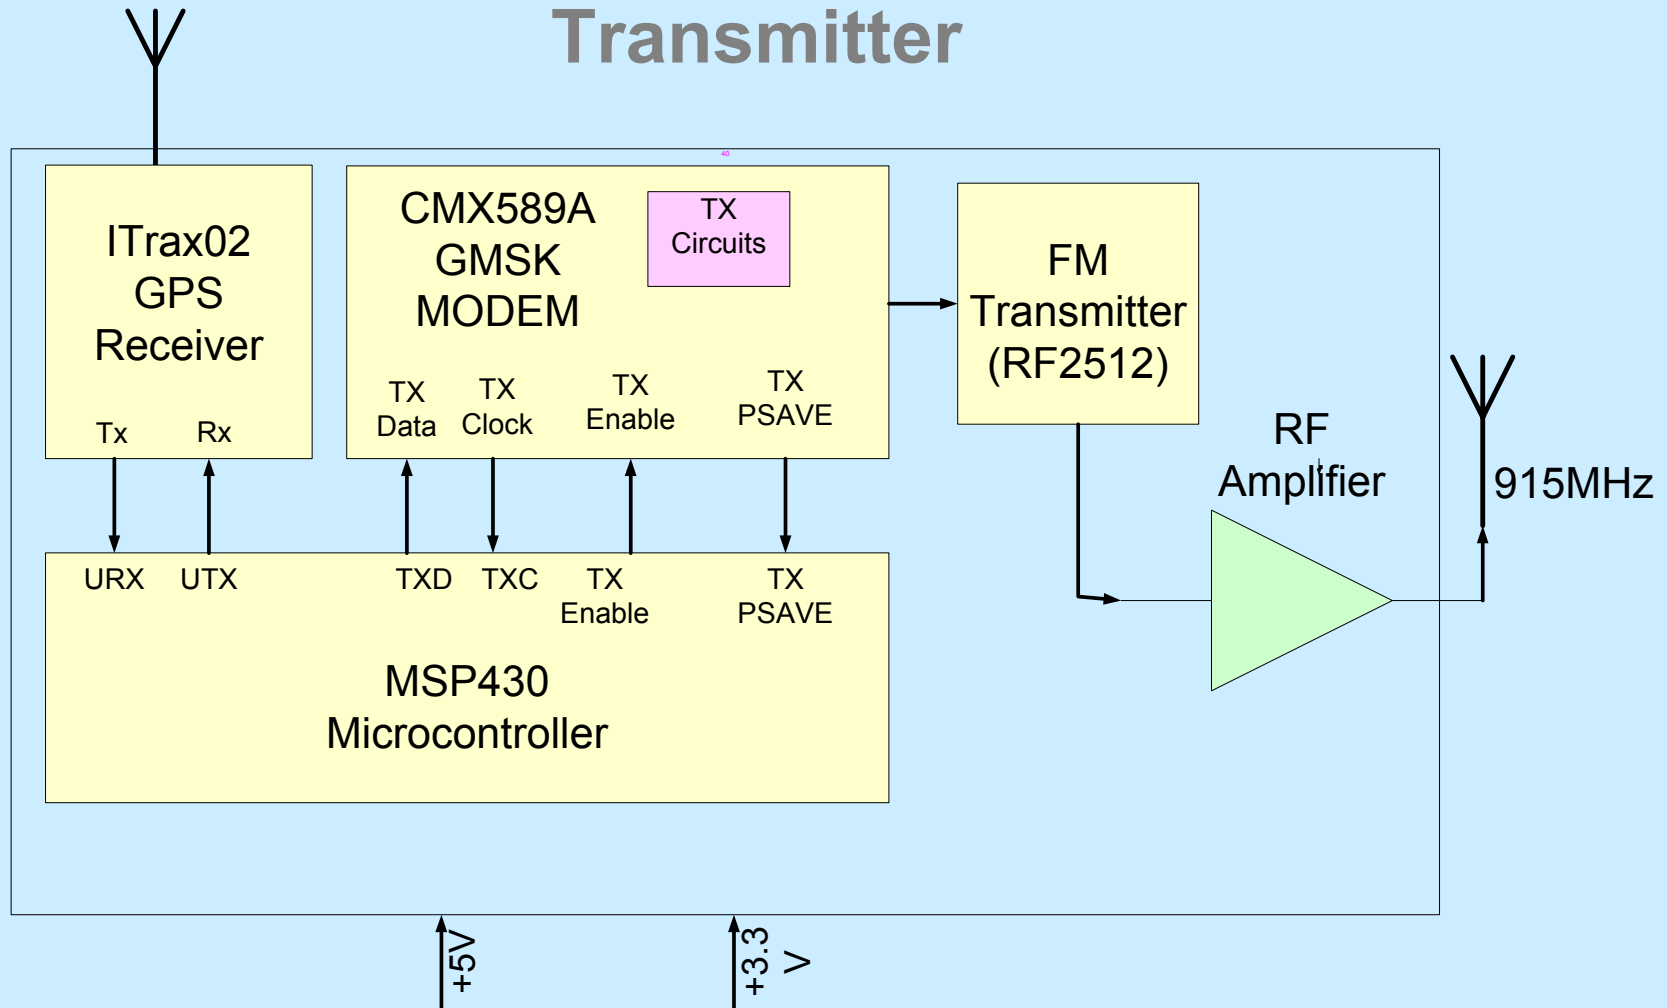 Transmitter
40
ITrax02
GPS
Receiver
Tx
Rx
CMX589A
GMSK
MODEM
TX
Circuits
TX
Data
TX
Clock
TX
Enable
TX
PSAVE
FM
Transmitter
(RF2512)
RF
Amplifier
915MHz
URX
UTX
TXD
TXC
TX
Enable
TX
PSAVE
MSP430
Microcontroller
+5V
+3.3
V